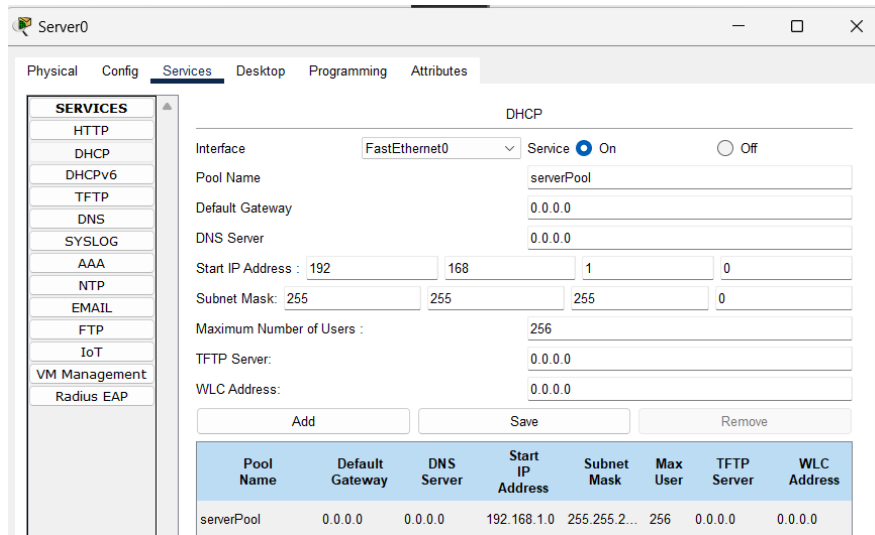 Server0
Physical Config Services Desktop Programming Attributes
SERVICES
HTTP
DHCP
DHCPv6
TFTP
DNS
SYSLOG
AAA
NTP
EMAIL
FTP
IoT
VM Management
Radius EAP
DHCP
Interface FastEthernet0 Service On Off
Pool Name serverPool
Default Gateway 0.0.0.0
DNS Server 0.0.0.0
Start IP Address : 192 168 1 0
Subnet Mask: 255 255 255 0
Maximum Number of Users : 256
TFTP Server: 0.0.0.0
WLC Address: 0.0.0.0
Add Save Remove
Pool Name Default Gateway DNS Server Start IP Address Subnet Mask Max User TFTP Server WLC Address
serverPool 0.0.0.0 0.0.0.0 192.168.1.0 255.255.2... 256 0.0.0.0 0.0.0.0